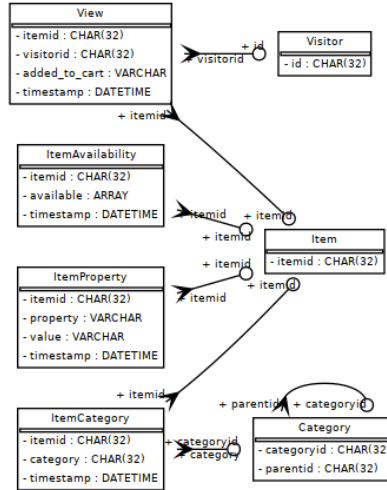 View
- itemid : CHAR(32)
- visitorid : CHAR(32)
- added_to_cart : VARCHAR
- timestamp : DATETIME
+ id
+ visitorid
Visitor
- id : CHAR(32)
+ itemid
ItemAvailability
- itemid : CHAR(32)
- available : ARRAY
- timestamp : DATETIME
+ itemid
+ itemid
+ itemid
Item
- itemid : CHAR(32)
+ itemid
+ itemid
+ itemid
ItemProperty
- itemid : CHAR(32)
- property : VARCHAR
- value : VARCHAR
- timestamp : DATETIME
+ itemid
+ parentid
+ categoryid
ItemCategory
- itemid : CHAR(32)
- category : CHAR(32)
- timestamp : DATETIME
+ categoryid
+ category
Category
- categoryid : CHAR(32)
- parentid : CHAR(32)